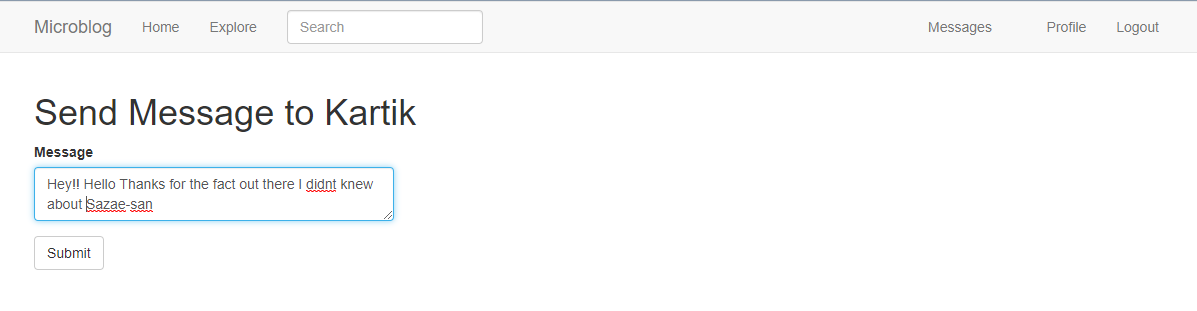 Microblog Home Explore Search Messages Profile Logout
Send Message to Kartik
Message
Hey!! Hello Thanks for the fact out there I didnt knew
about Sazae-san
Submit